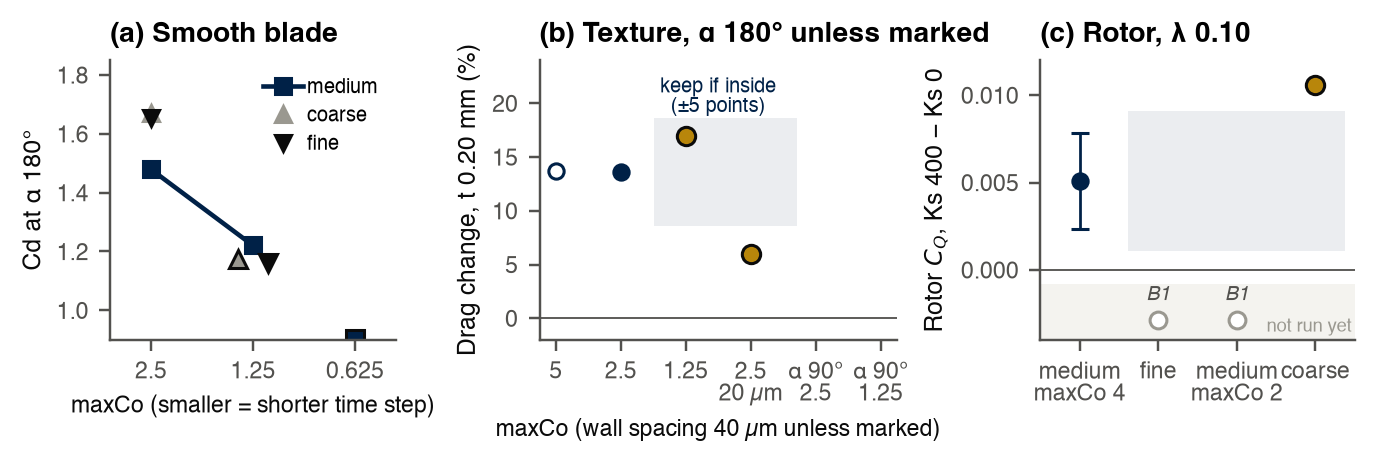 (a) Smooth blade
Cd at α 180°
1.8
1.6
1.4
1.2
1.0
medium
coarse
fine
2.5
1.25
0.625
maxCo (smaller = shorter time step)
(b) Texture, α 180° unless marked
Drag change, t 0.20 mm (%)
20
15
10
5
0
keep if inside
(±5 points)
5
2.5
1.25
2.5
20 μm
α 90°
2.5
α 90°
1.25
maxCo (wall spacing 40 μm unless marked)
(c) Rotor, λ 0.10
Rotor CQ, Ks 400 − Ks 0
0.010
0.005
0.000
B1
B1
not run yet
medium
maxCo 4
fine
medium
maxCo 2
coarse